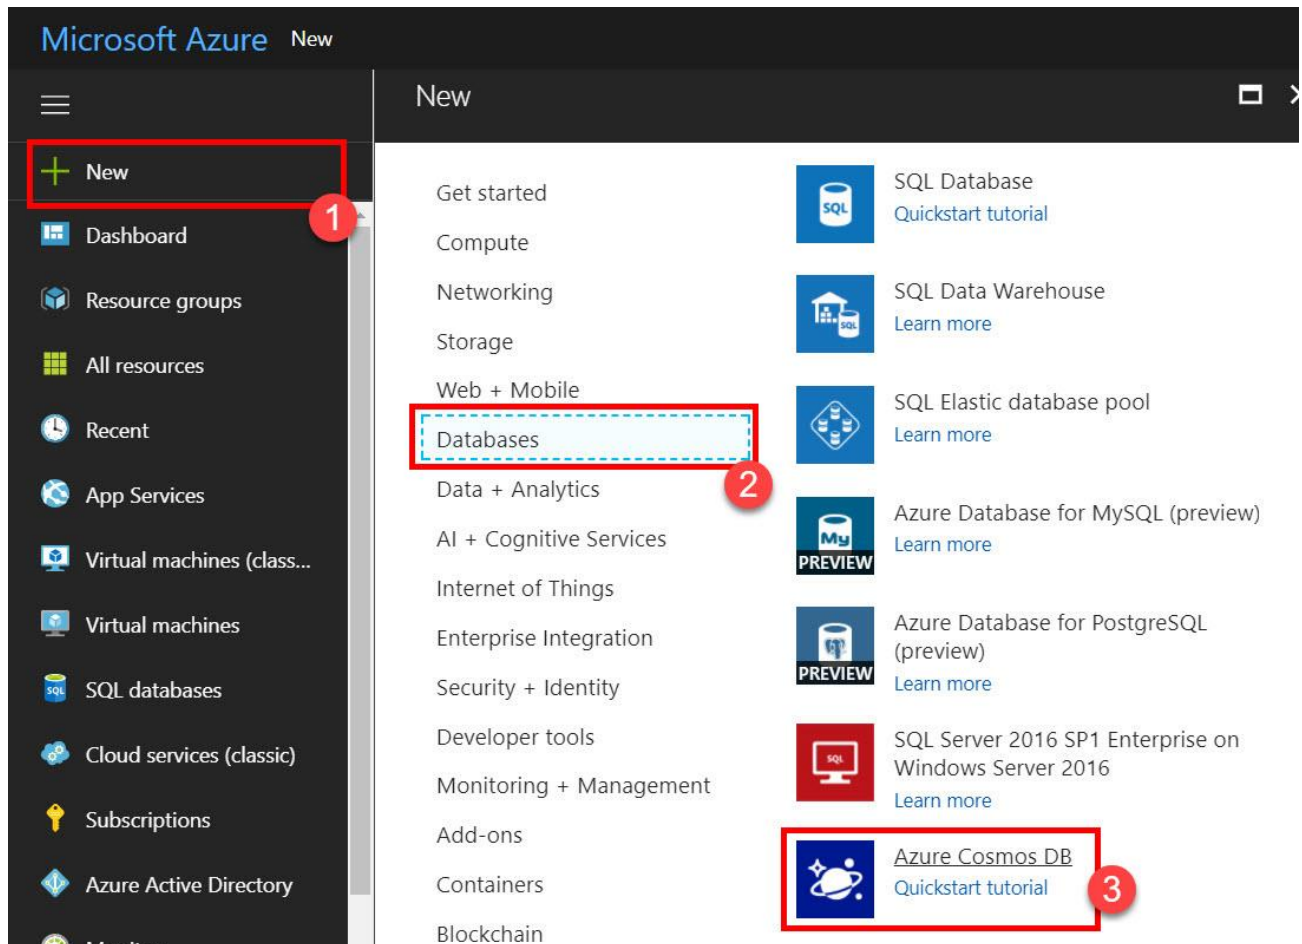 Microsoft Azure New
New
New
1
Dashboard
Resource groups
All resources
Recent
App Services
Virtual machines (class...
Virtual machines
SQL databases
Cloud services (classic)
Subscriptions
Azure Active Directory
Get started
Compute
Networking
Storage
Web + Mobile
Databases
2
Data + Analytics
AI + Cognitive Services
Internet of Things
Enterprise Integration
Security + Identity
Developer tools
Monitoring + Management
Add-ons
Containers
Blockchain
SQL
SQL Database
Quickstart tutorial
SQL
SQL Data Warehouse
Learn more
SQL Elastic database pool
Learn more
My
PREVIEW
Azure Database for MySQL (preview)
Learn more
PREVIEW
Azure Database for PostgreSQL
(preview)
Learn more
SQL
SQL Server 2016 SP1 Enterprise on
Windows Server 2016
Learn more
Azure Cosmos DB
Quickstart tutorial
3